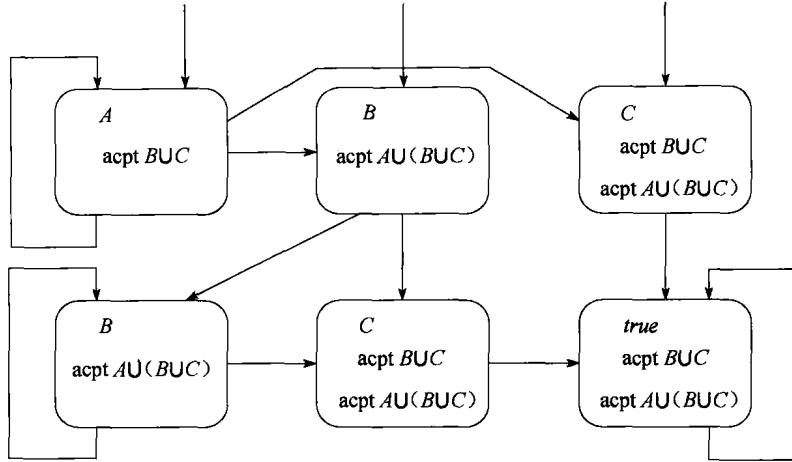 A
acpt B∪C
B
acpt A∪(B∪C)
C
acpt B∪C
acpt A∪(B∪C)
B
acpt A∪(B∪C)
C
acpt B∪C
acpt A∪(B∪C)
true
acpt B∪C
acpt A∪(B∪C)